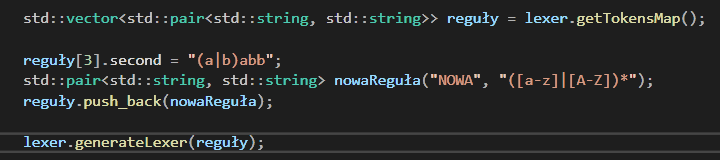 std::vector<std::pair<std::string, std::string>> reguły = lexer.getTokensMap();
reguły[3].second = "(a|b)abb";
std::pair<std::string, std::string> nowaReguła("NOWA", "([a-z]|[A-Z])*");
reguły.push_back(nowaReguła);
lexer.generateLexer(reguły);